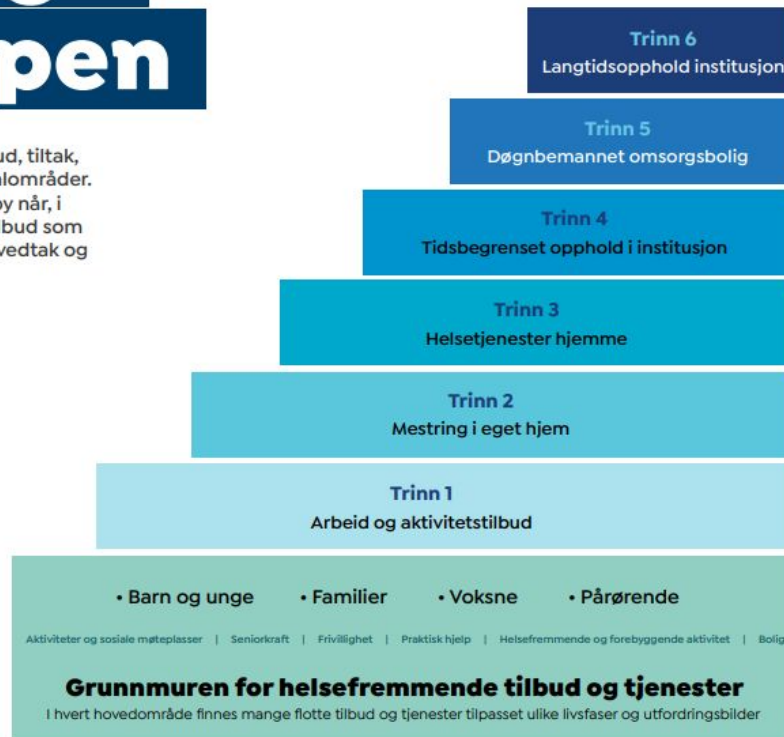 pen
Trinn 6
Langtidsopphold institusjon
Trinn 5
Døgnbemannet omsorgsbolig
ud, tiltak,
ålområder.
by når, i
lbud som
vedtak og
Trinn 4
Tidsbegrenset opphold i institusjon
Trinn 3
Helsetjenester hjemme
Trinn 2
Mestring i eget hjem
Trinn 1
Arbeid og aktivitetstilbud
• Barn og unge • Familier • Voksne • Pårørende
Aktiviteter og sosiale møteplasser | Seniorkraft | Frivillighet | Praktisk hjelp | Helsefremmende og forebyggende aktivitet | Bolig
Grunnmuren for helsefremmende tilbud og tjenester
I hvert hovedområde finnes mange flotte tilbud og tjenester tilpasset ulike livsfaser og utfordringsbilder